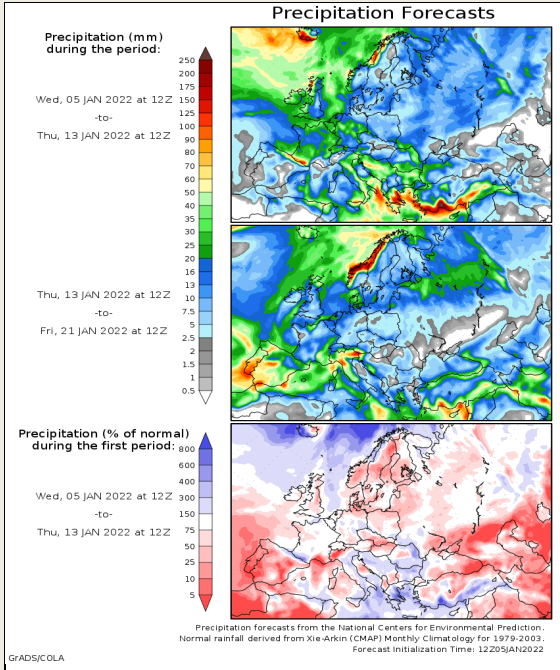 Precipitation Forecasts
Precipitation (mm)
during the period:
Wed, 05 JAN 2022 at 12Z
-to-
Thu, 13 JAN 2022 at 12Z
250
200
175
150
125
100
90
80
70
60
50
40
35
30
25
20
16
13
10
7.5
5
2.5
2
1.5
1
0.5
Thu, 13 JAN 2022 at 12Z
-to-
Fri, 21 JAN 2022 at 12Z
Precipitation (% of normal)
during the first period:
Wed, 05 JAN 2022 at 12Z
-to-
Thu, 13 JAN 2022 at 12Z
800
600
400
300
150
75
50
25
10
5
Precipitation forecasts from the National Centers for Environmental Prediction.
Normal rainfall derived from Xie-Arkin (CMAP) Monthly Climatology for 1979-2003.
Forecast Initialization Time: 12Z05JAN2022
GrADS/COLA